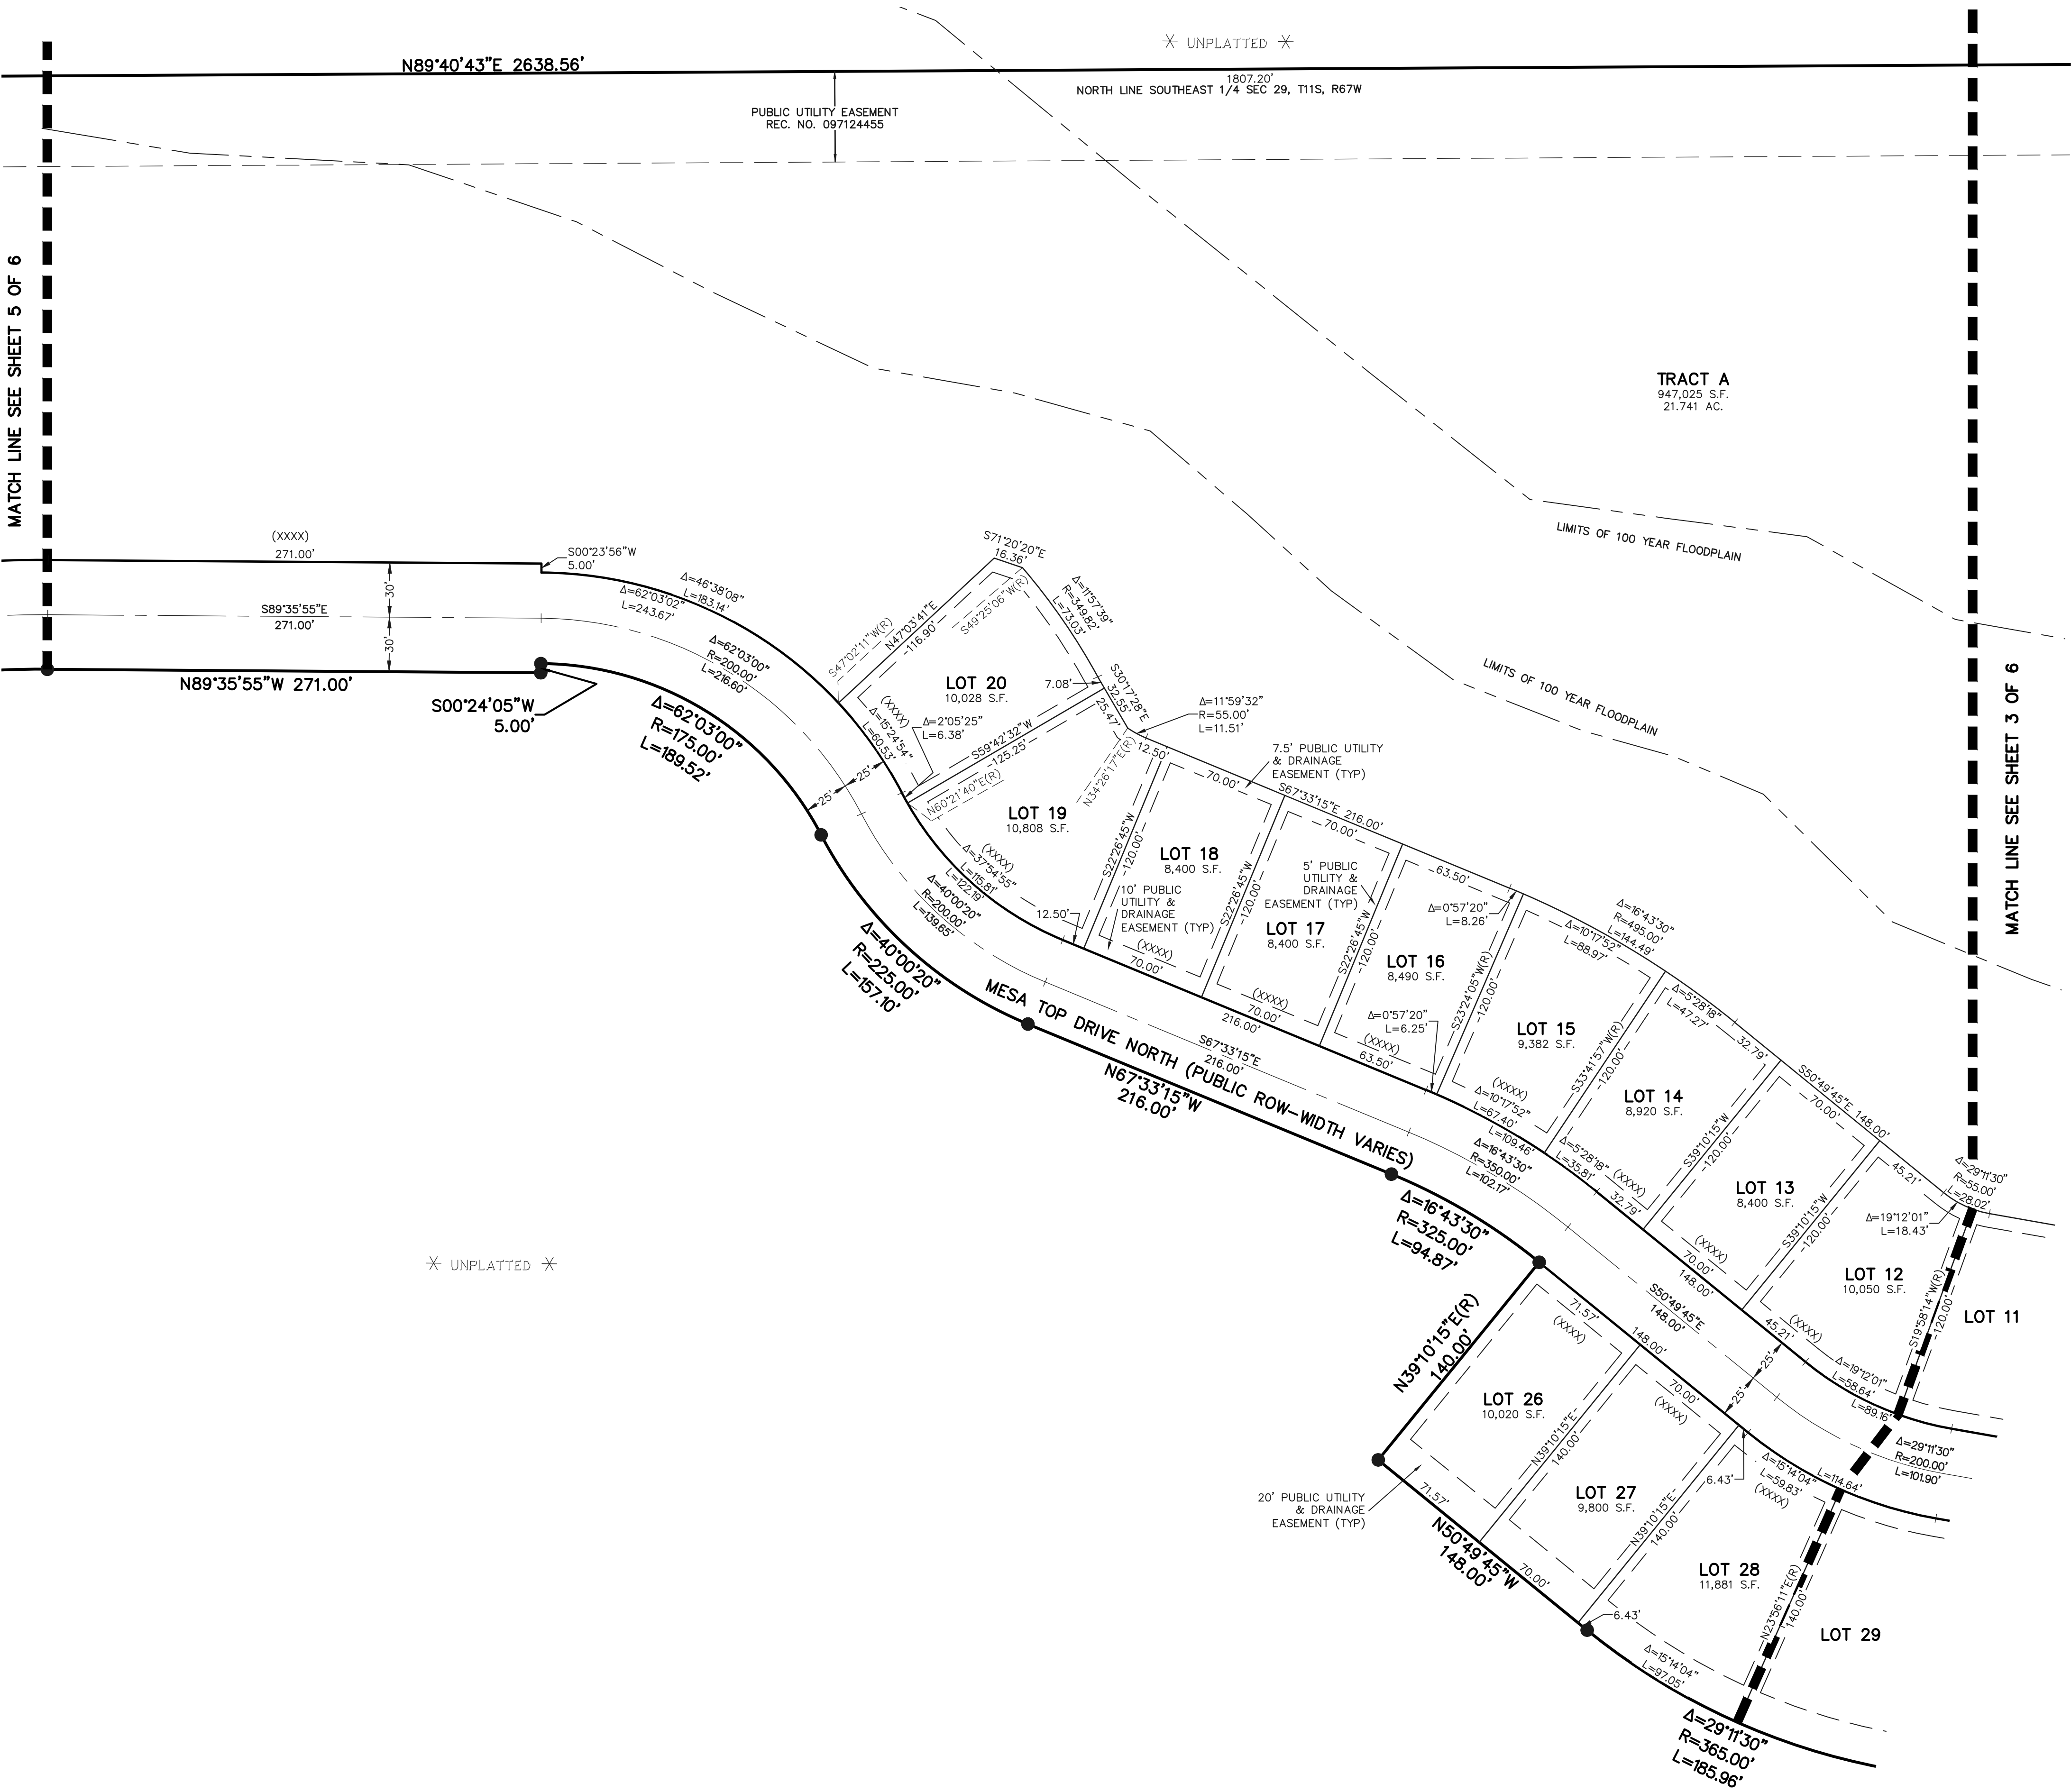 * UNPLATTED *
N89°40'43"E 2638.56'
1807.20'
NORTH LINE SOUTHEAST 1/4 SEC 29, T11S, R67W
PUBLIC UTILITY EASEMENT
REC. NO. 097124455
MATCH LINE SEE SHEET 5 OF 6
TRACT A
947,025 S.F.
21.741 AC.
LIMITS OF 100 YEAR FLOODPLAIN
LIMITS OF 100 YEAR FLOODPLAIN
MATCH LINE SEE SHEET 3 OF 6
(XXXX)
271.00'
S00°23'56"W
5.00'
30'
S89°35'55"E
271.00'
30'
N89°35'55"W 271.00'
S00°24'05"W
5.00'
Δ=46°38'08"
L=183.14'
Δ=62°03'02"
L=243.67'
Δ=62°03'00"
R=200.00'
L=216.60'
Δ=62°03'00"
R=175.00'
L=189.52'
S71°20'20"E
16.36'
Δ=11°57'39"
R=349.82'
L=73.03'
S47°02'11"W(R)
N47°03'41"E
116.90'
S49°25'06"W(R)
LOT 20
10,028 S.F.
7.08'
S30°17'28"E
32.55'
25.47'
(XXXX)
Δ=15°24'54"
L=60.53'
Δ=2°05'25"
L=6.38'
S59°42'32"W
125.25'
N60°21'40"E(R)
N34°26'17"E(R)
Δ=11°59'32"
R=55.00'
L=11.51'
12.50'
25'
25'
LOT 19
10,808 S.F.
(XXXX)
Δ=37°54'55"
L=115.81'
L=122.19'
Δ=40°00'20"
R=200.00'
L=139.65'
Δ=40°00'20"
R=225.00'
L=157.10'
12.50'
S22°26'45"W
120.00'
7.5' PUBLIC UTILITY
& DRAINAGE
EASEMENT (TYP)
70.00'
S67°33'15"E 216.00'
LOT 18
8,400 S.F.
10' PUBLIC
UTILITY &
DRAINAGE
EASEMENT (TYP)
(XXXX)
70.00'
S22°26'45"W
120.00'
70.00'
5' PUBLIC
UTILITY &
DRAINAGE
EASEMENT (TYP)
LOT 17
8,400 S.F.
(XXXX)
70.00'
216.00'
S22°26'45"W
120.00'
63.50'
Δ=0°57'20"
L=8.26'
LOT 16
8,490 S.F.
Δ=0°57'20"
L=6.25'
(XXXX)
63.50'
S23°24'05"W(R)
120.00'
Δ=16°43'30"
R=495.00'
L=144.49'
Δ=10°17'52"
L=88.97'
LOT 15
9,382 S.F.
(XXXX)
Δ=10°17'52"
L=67.40'
L=109.46'
Δ=16°43'30"
R=350.00'
L=102.17'
S33°41'57"W(R)
120.00'
Δ=5°28'18"
L=47.27'
32.79'
LOT 14
8,920 S.F.
Δ=5°28'18"
L=35.81'
(XXXX)
32.79'
S39°10'15"W
120.00'
S50°49'45"E 148.00'
70.00'
LOT 13
8,400 S.F.
(XXXX)
70.00'
148.00'
S39°10'15"W
120.00'
45.21'
Δ=29°11'30"
R=55.00'
L=28.02'
Δ=19°12'01"
L=18.43'
LOT 12
10,050 S.F.
(XXXX)
45.21'
S19°58'14"W(R)
120.00'
LOT 11
Δ=19°12'01"
L=58.64'
L=89.16'
Δ=29°11'30"
R=200.00'
L=101.90'
MESA TOP DRIVE NORTH (PUBLIC ROW-WIDTH VARIES)
S67°33'15"E
216.00'
N67°33'15"W
216.00'
Δ=16°43'30"
R=325.00'
L=94.87'
S50°49'45"E
148.00'
25'
25'
* UNPLATTED *
N39°10'15"E(R)
140.00'
71.57'
(XXXX)
148.00'
LOT 26
10,020 S.F.
N39°10'15"E
140.00'
20' PUBLIC UTILITY
& DRAINAGE
EASEMENT (TYP)
71.57'
N50°49'45"W
148.00'
70.00'
(XXXX)
LOT 27
9,800 S.F.
70.00'
N39°10'15"E
140.00'
6.43'
Δ=15°14'04"
L=59.83'
(XXXX)
L=114.64'
LOT 28
11,881 S.F.
6.43'
N23°56'11"E(R)
140.00'
LOT 29
Δ=15°14'04"
L=97.05'
Δ=29°11'30"
R=365.00'
L=185.96'